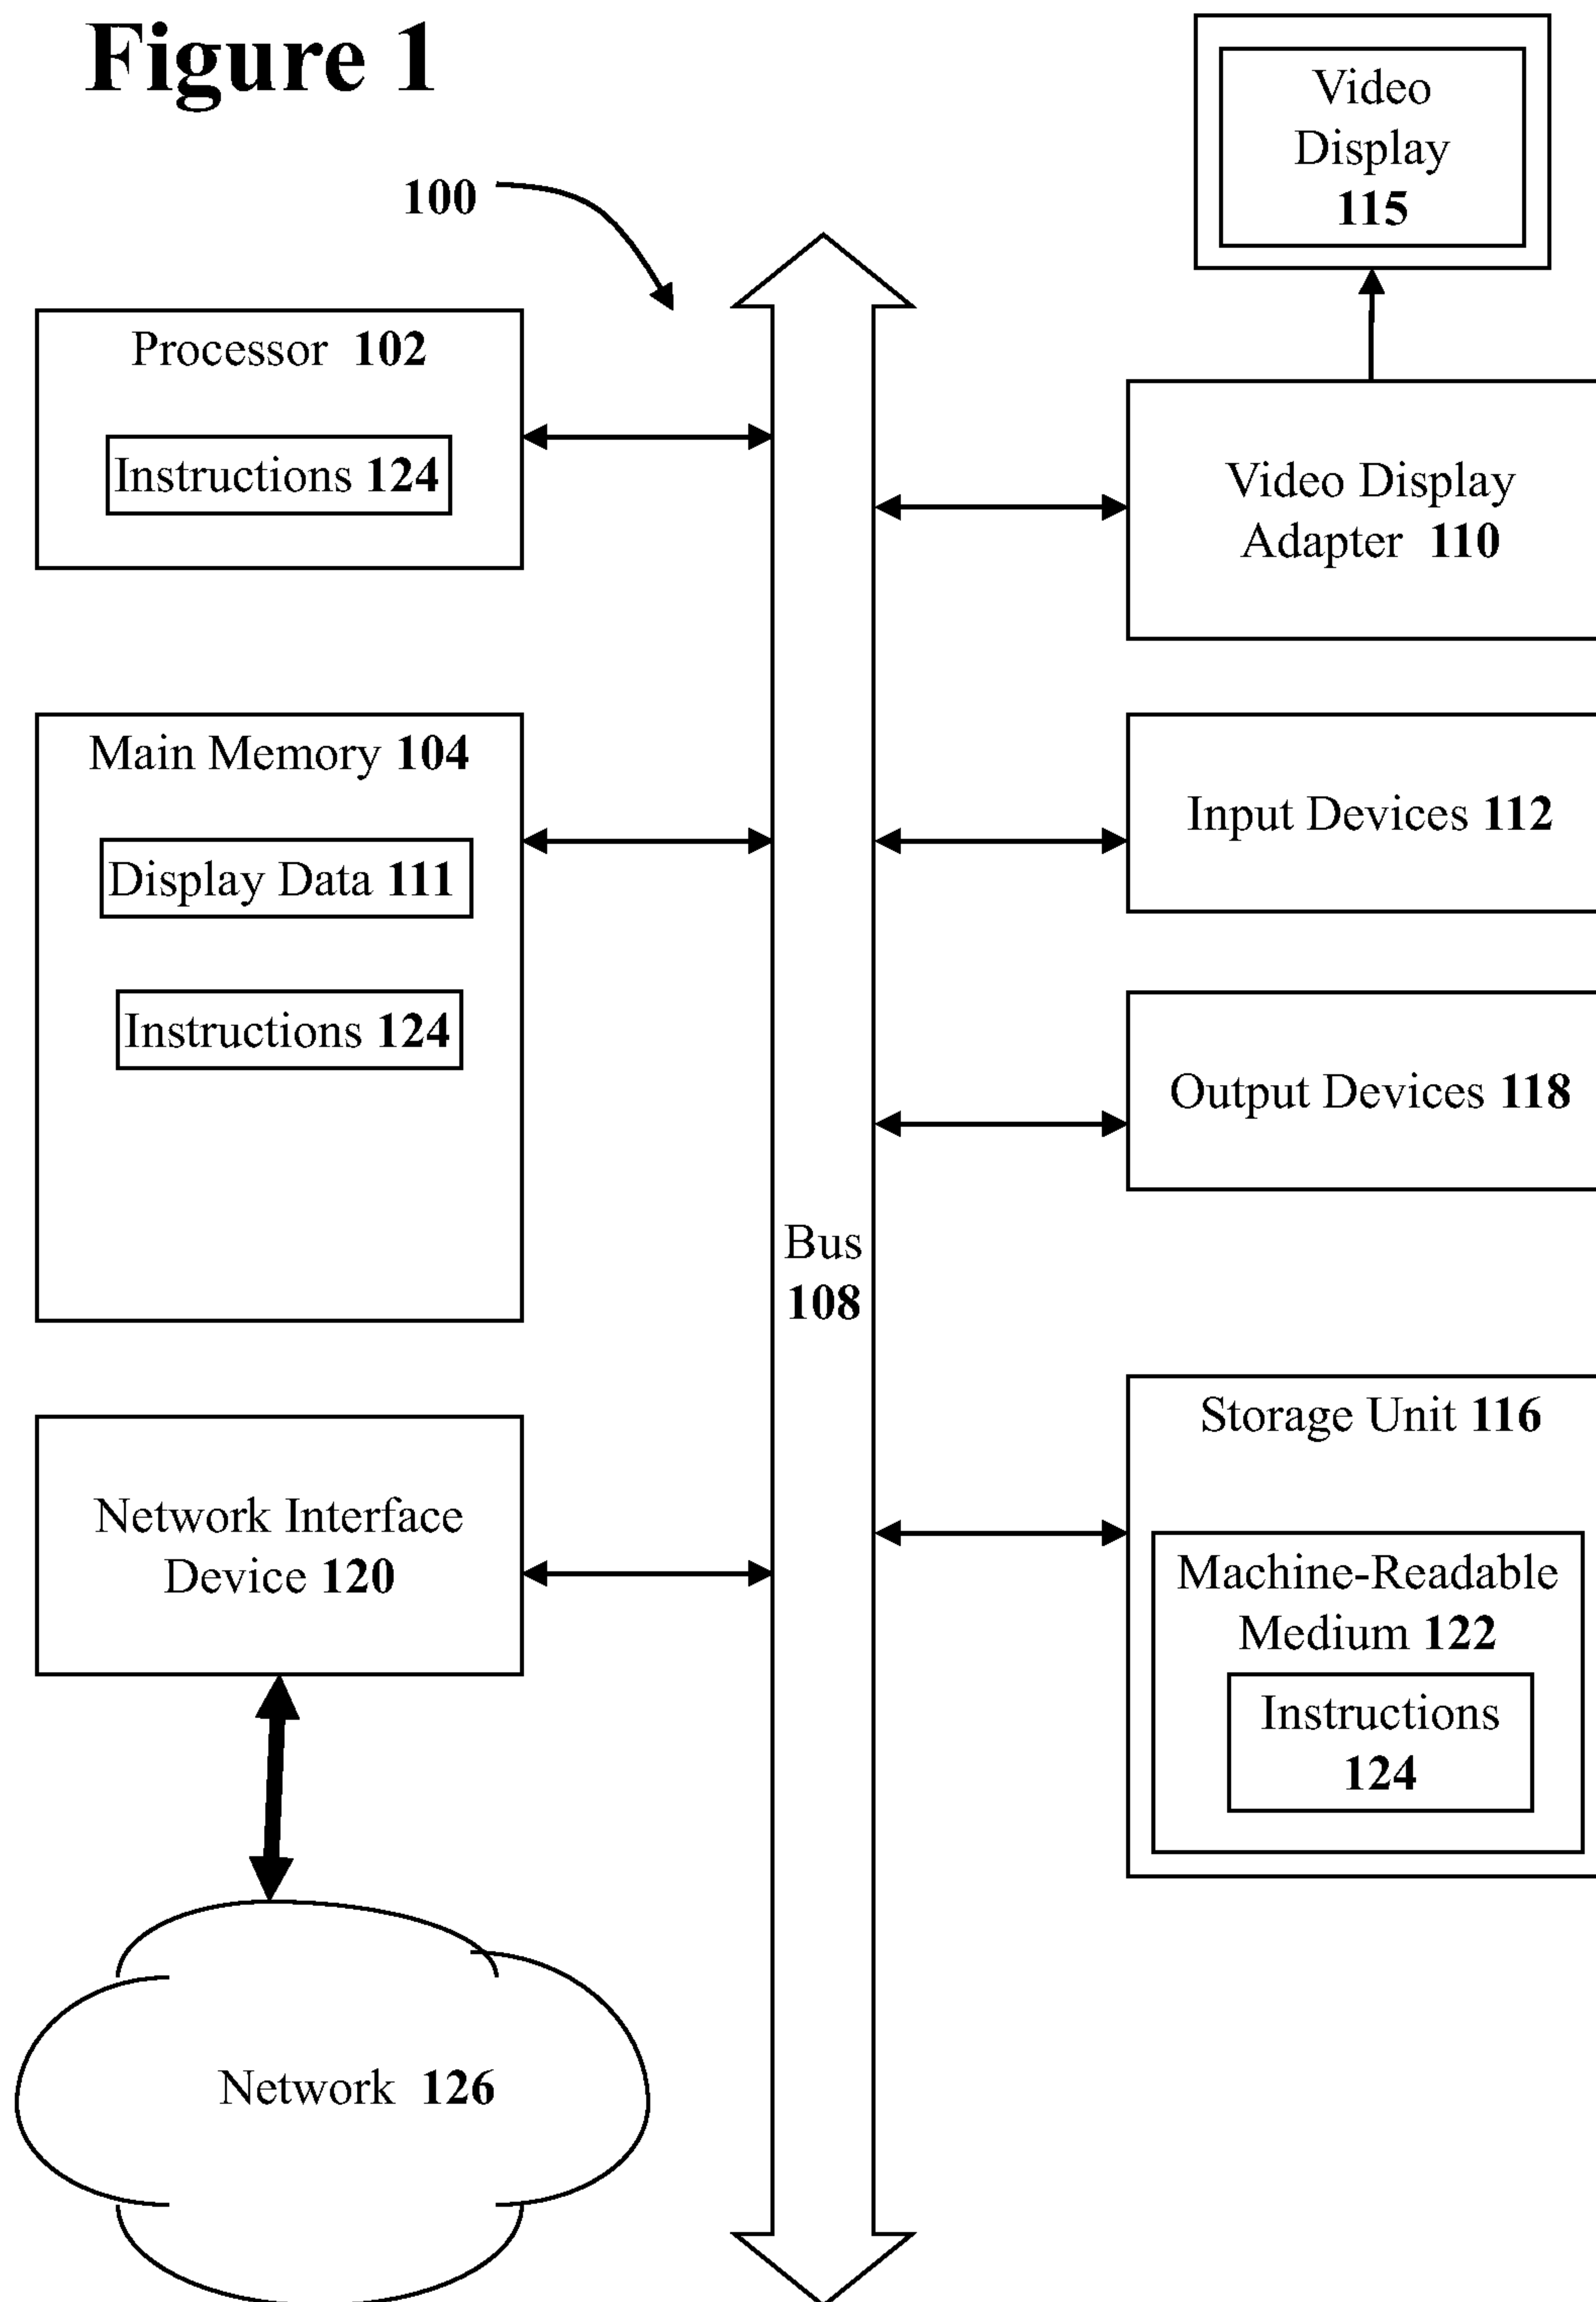 Figure 1
100
Video
Display
115
Processor 102
Instructions 124
Video Display
Adapter 110
Main Memory 104
Display Data 111
Instructions 124
Input Devices 112
Output Devices 118
Bus
108
Network Interface
Device 120
Storage Unit 116
Machine-Readable
Medium 122
Instructions
124
Network 126